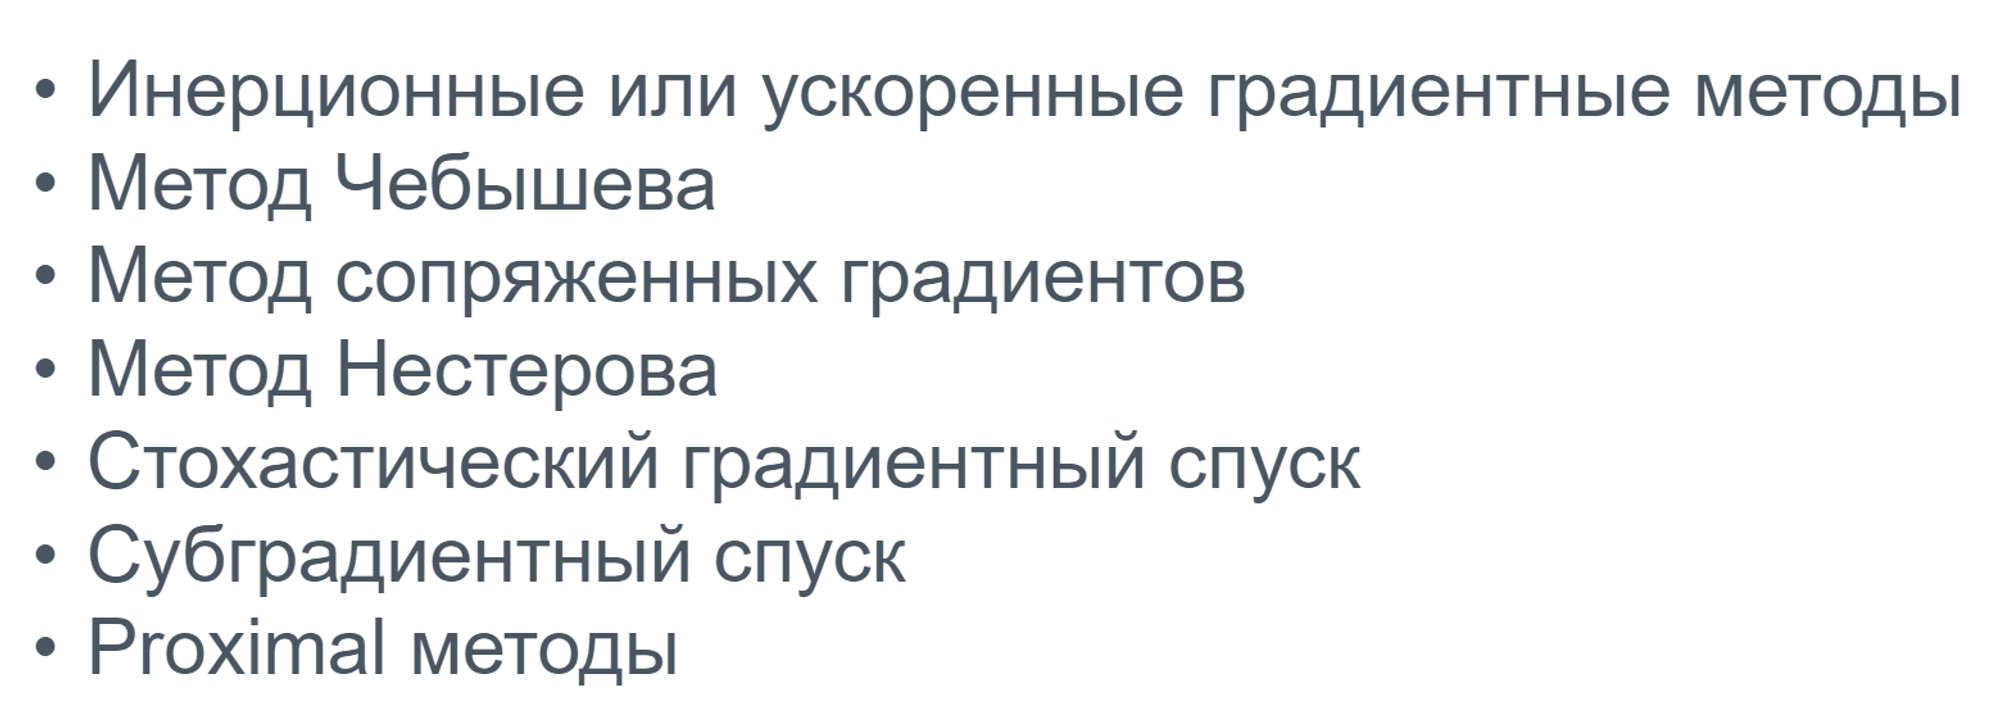 • Инерционные или ускоренные градиентные методы
• Метод Чебышева
• Метод сопряженных градиентов
• Метод Нестерова
• Стохастический градиентный спуск
• Субградиентный спуск
• Proximal методы